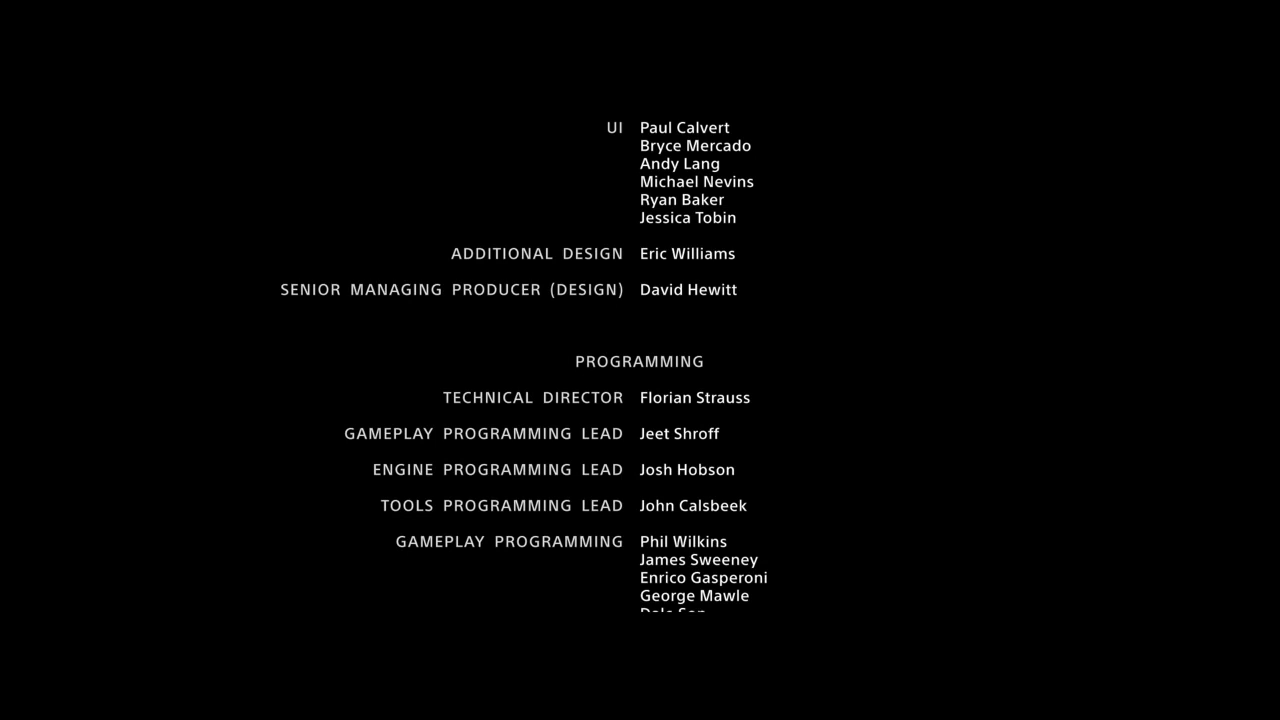 UI Paul Calvert
Bryce Mercado
Andy Lang
Michael Nevins
Ryan Baker
Jessica Tobin
ADDITIONAL DESIGN Eric Williams
SENIOR MANAGING PRODUCER (DESIGN) David Hewitt
PROGRAMMING
TECHNICAL DIRECTOR Florian Strauss
GAMEPLAY PROGRAMMING LEAD Jeet Shroff
ENGINE PROGRAMMING LEAD Josh Hobson
TOOLS PROGRAMMING LEAD John Calsbeek
GAMEPLAY PROGRAMMING Phil Wilkins
James Sweeney
Enrico Gasperoni
George Mawle